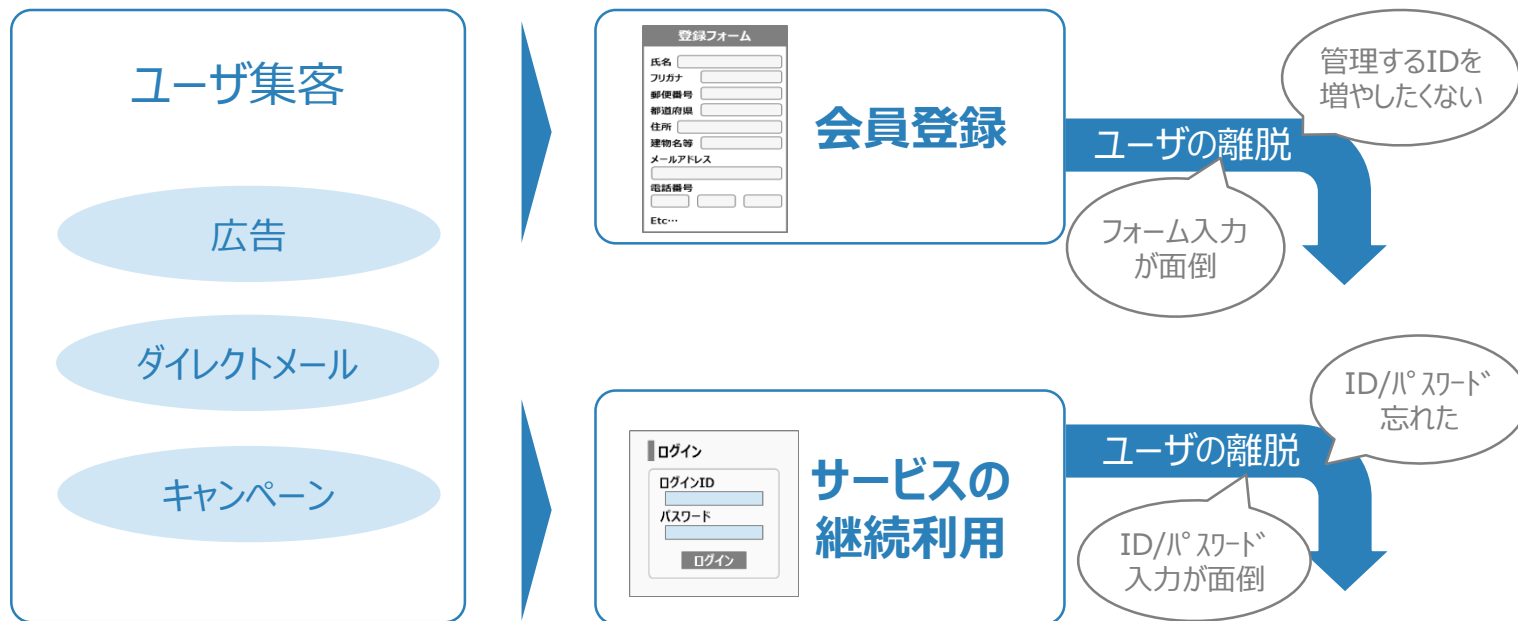 ユーザ集客
広告
ダイレクトメール
キャンペーン
登録フォーム
氏名
フリガナ
郵便番号
都道府県
住所
建物名等
メールアドレス
電話番号
Etc…
会員登録
ユーザの離脱
管理するIDを
増やしたくない
フォーム入力
が面倒
ログイン
ログインID
パスワード
ログイン
サービスの
継続利用
ユーザの離脱
ID/ﾊﾟｽﾜｰﾄﾞ
忘れた
ID/ﾊﾟｽﾜｰﾄﾞ
入力が面倒